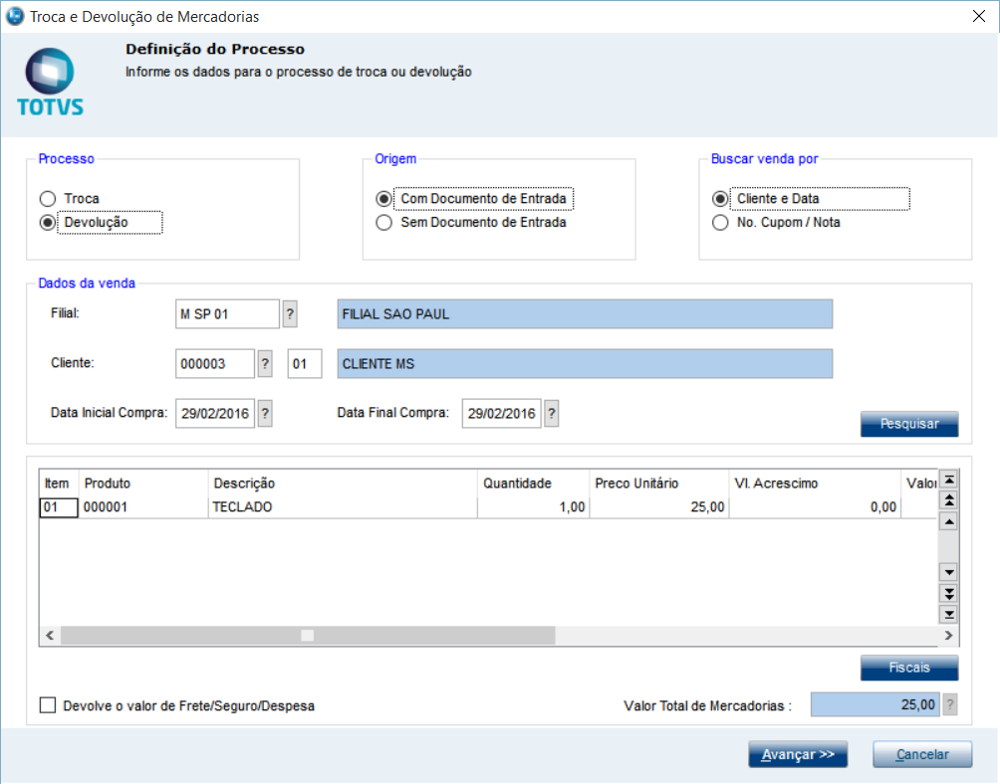 Troca e Devolução de Mercadorias
Definição do Processo
Informe os dados para o processo de troca ou devolução
TOTVS
Processo
Troca
Devolução
Origem
Com Documento de Entrada
Sem Documento de Entrada
Buscar venda por
Cliente e Data
No. Cupom / Nota
Dados da venda
Filial: M SP 01 ? FILIAL SAO PAUL
Cliente: 000003 ? 01 CLIENTE MS
Data Inicial Compra: 29/02/2016 ? Data Final Compra: 29/02/2016 ?
Pesquisar
Item Produto Descrição Quantidade Preco Unitário Vl. Acrescimo Valor
01 000001 TECLADO 1,00 25,00 0,00
Fiscais
Devolve o valor de Frete/Seguro/Despesa Valor Total de Mercadorias : 25,00 ?
Avançar >> Cancelar